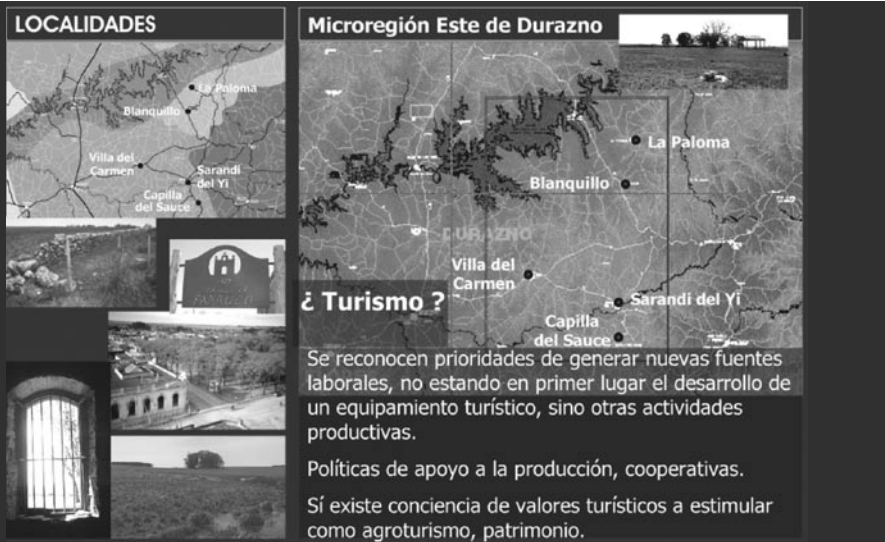 LOCALIDADES
La Paloma
Blanquillo
Villa del
Carmen
Sarandi
del Yi
Capilla
del Sauce
Microregión Este de Durazno
La Paloma
Blanquillo
DURAZNO
Villa del
Carmen
¿ Turismo ?
Sarandi del Yi
Capilla
del Sauce
Se reconocen prioridades de generar nuevas fuentes
laborales, no estando en primer lugar el desarrollo de
un equipamiento turístico, sino otras actividades
productivas.
Políticas de apoyo a la producción, cooperativas.
Sí existe conciencia de valores turísticos a estimular
como agroturismo, patrimonio.